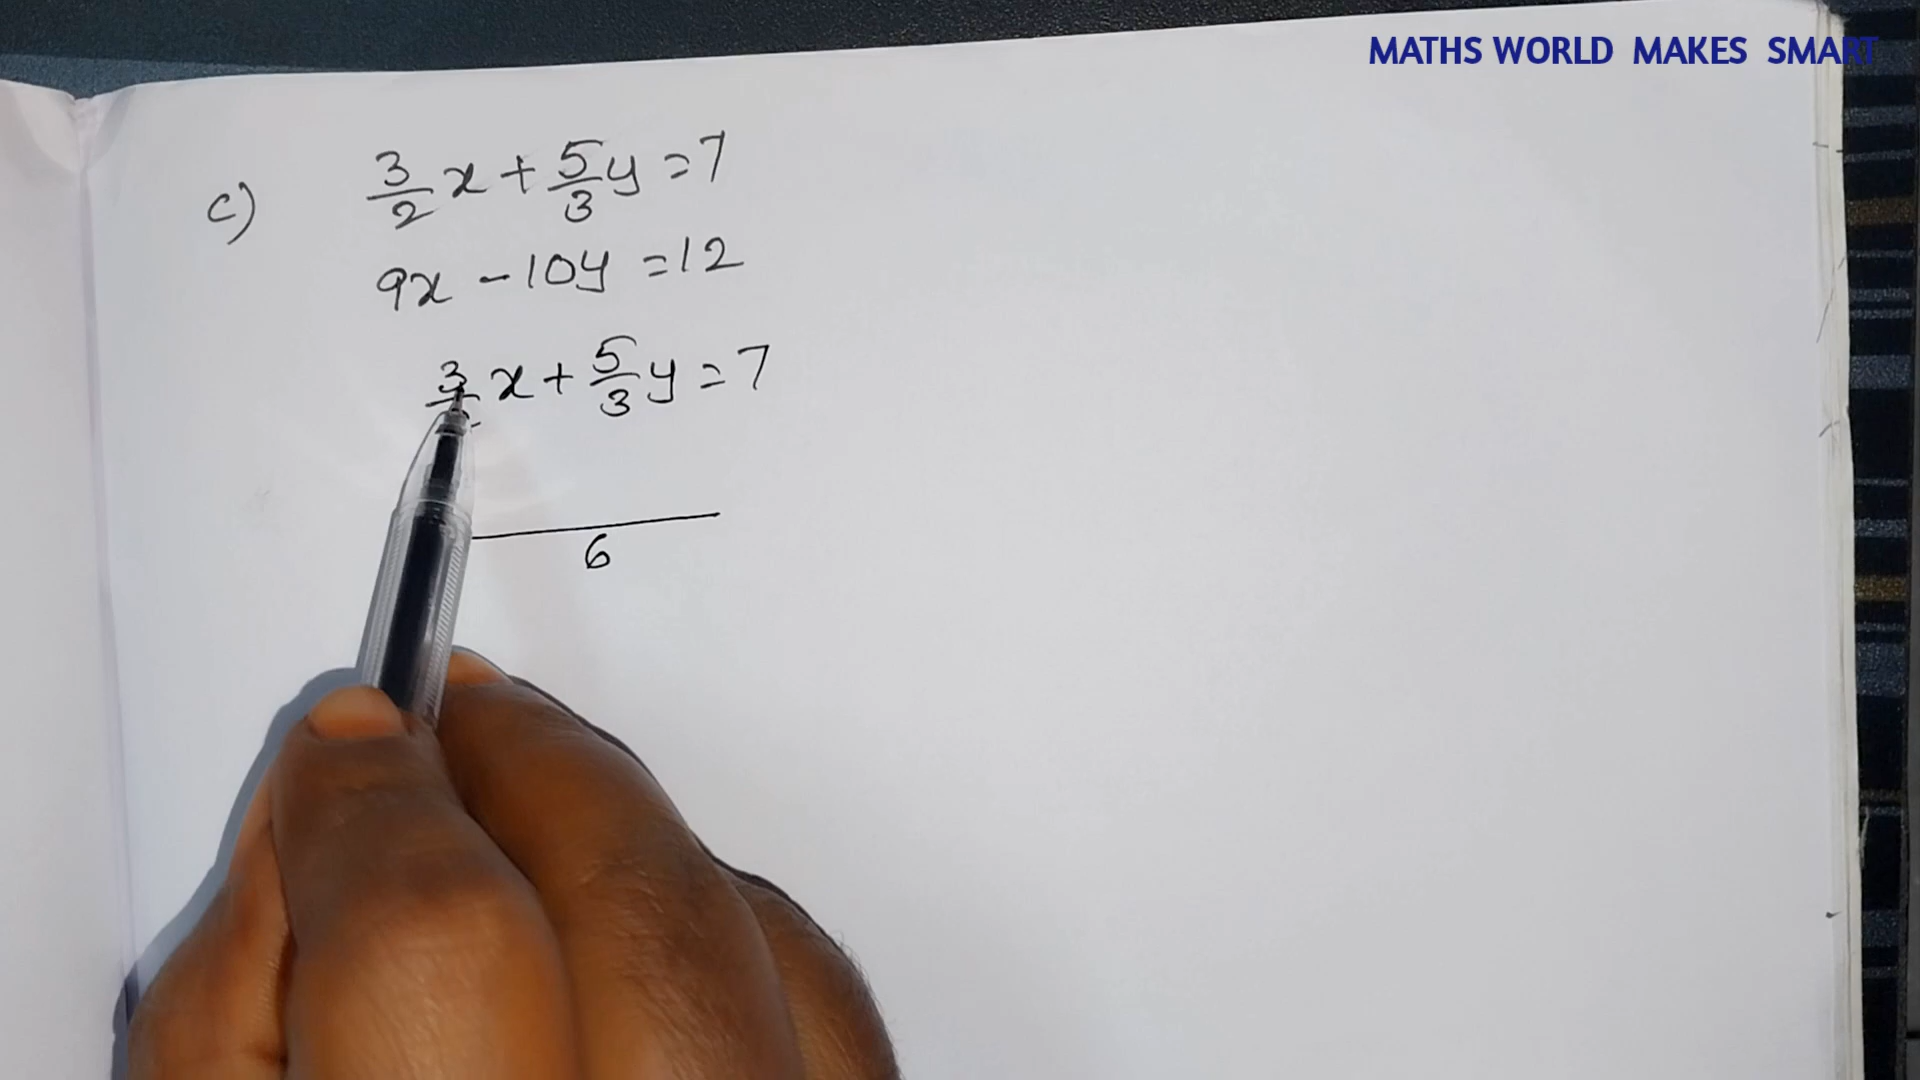 MATHS WORLD MAKES SMART
c) 3/2 x + 5/3 y = 7
9x - 10y = 12
3/2 x + 5/3 y = 7
6